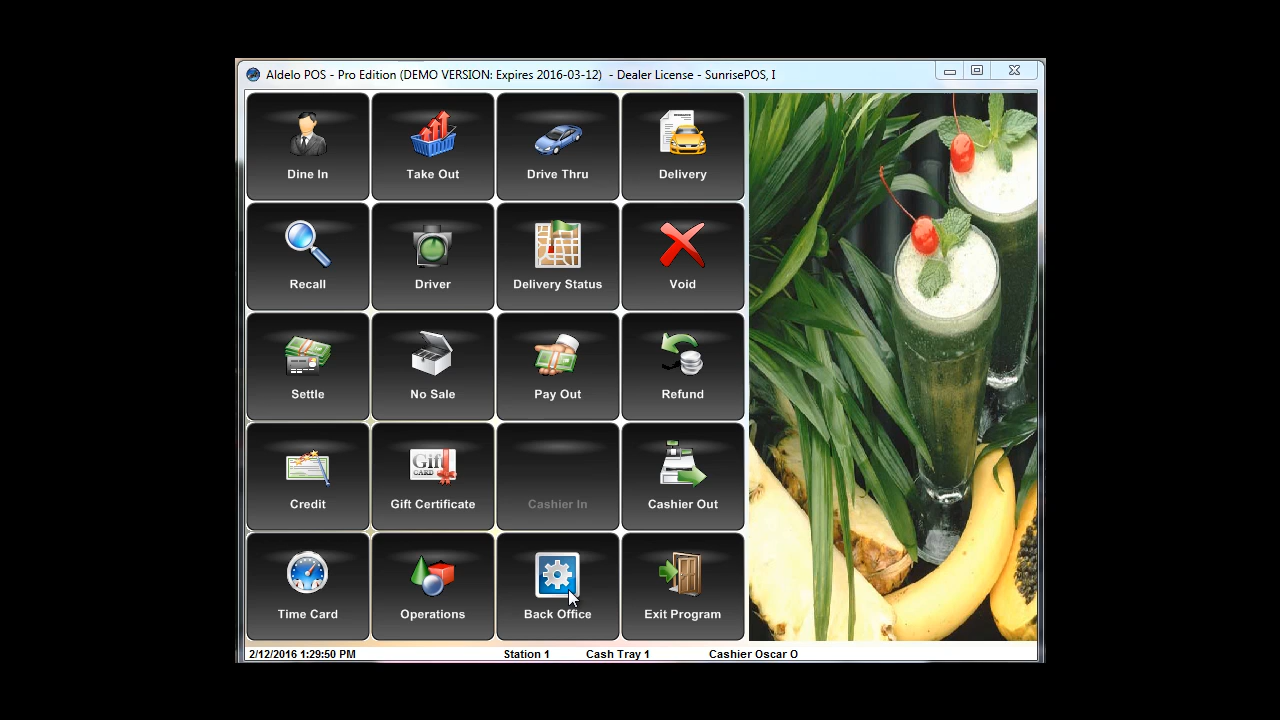 Aldelo POS - Pro Edition (DEMO VERSION: Expires 2016-03-12) - Dealer License - SunrisePOS, I
Dine In
Take Out
Drive Thru
Delivery
Recall
Driver
Delivery Status
Void
Settle
No Sale
Pay Out
Refund
Gift
CARD
Credit
Gift Certificate
Cashier In
Cashier Out
Time Card
Operations
Back Office
Exit Program
2/12/2016 1:29:50 PM
Station 1
Cash Tray 1
Cashier Oscar O